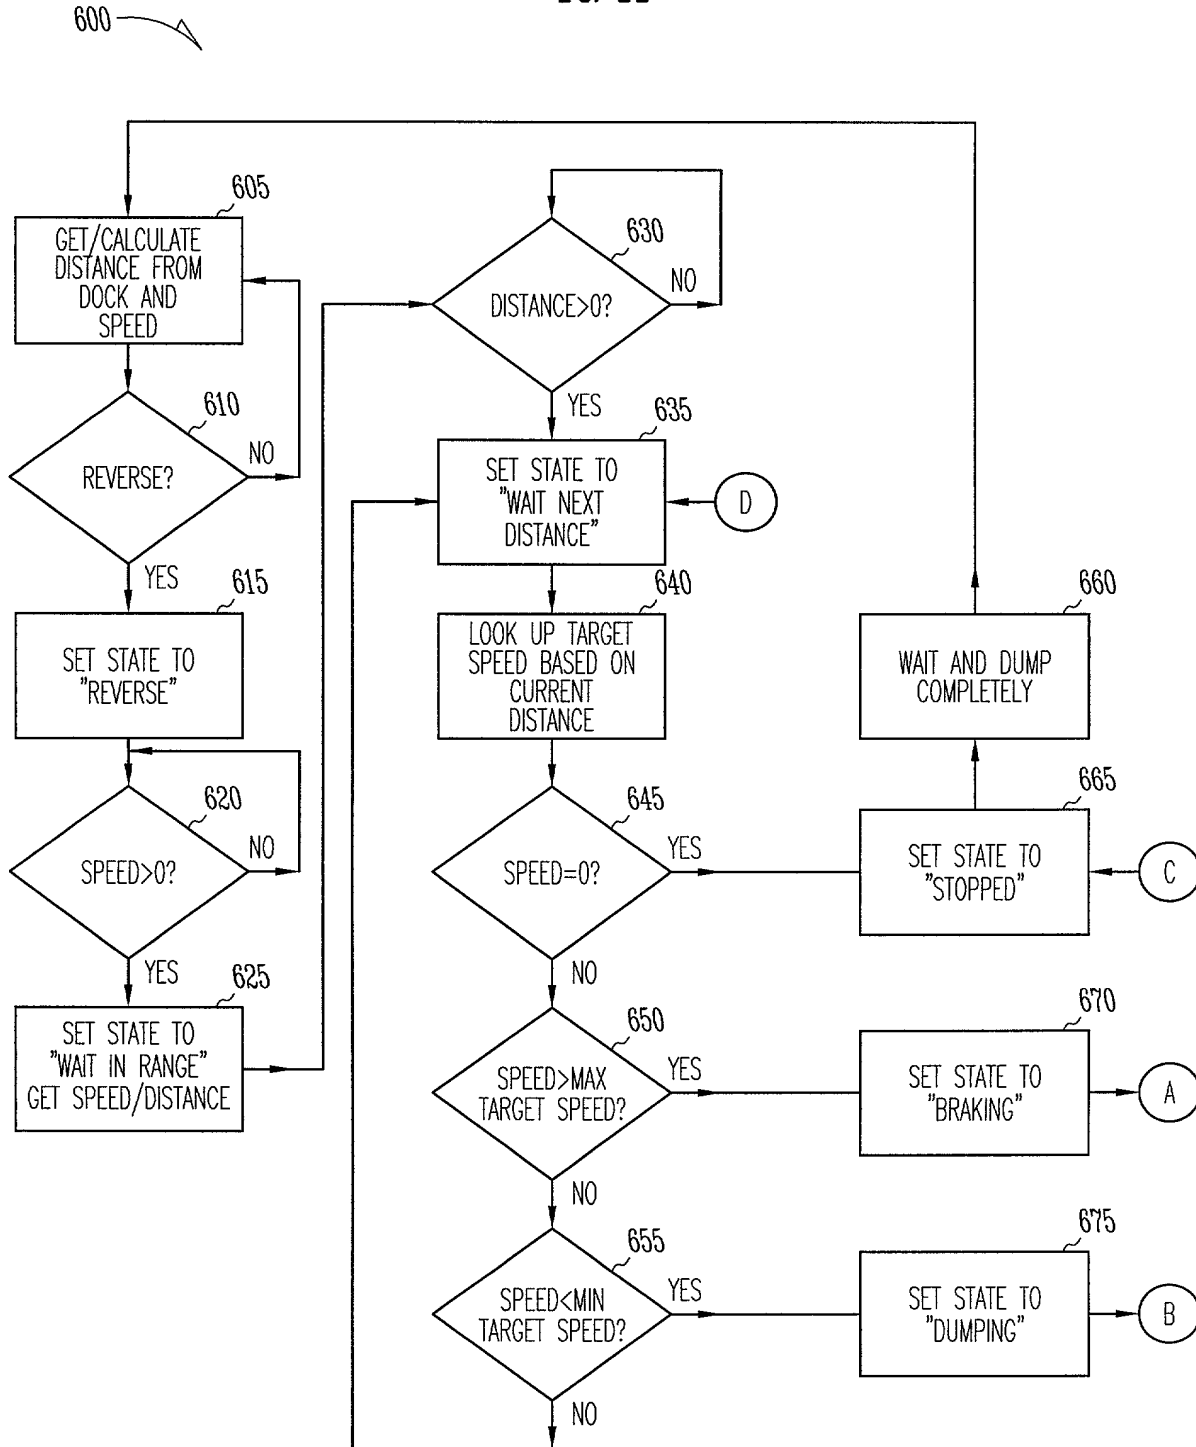 600
605
GET/CALCULATE
DISTANCE FROM
DOCK AND
SPEED
610
REVERSE?
NO
YES
615
SET STATE TO
"REVERSE"
620
SPEED>0?
NO
YES
625
SET STATE TO
"WAIT IN RANGE"
GET SPEED/DISTANCE
630
DISTANCE>0?
NO
YES
635
SET STATE TO
"WAIT NEXT
DISTANCE"
D
640
LOOK UP TARGET
SPEED BASED ON
CURRENT
DISTANCE
645
SPEED=0?
YES
NO
660
WAIT AND DUMP
COMPLETELY
665
SET STATE TO
"STOPPED"
C
650
SPEED>MAX
TARGET SPEED?
YES
NO
670
SET STATE TO
"BRAKING"
A
655
SPEED<MIN
TARGET SPEED?
YES
NO
675
SET STATE TO
"DUMPING"
B